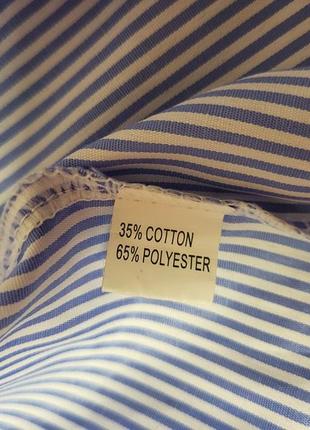 35% COTTON
65% POLYESTER